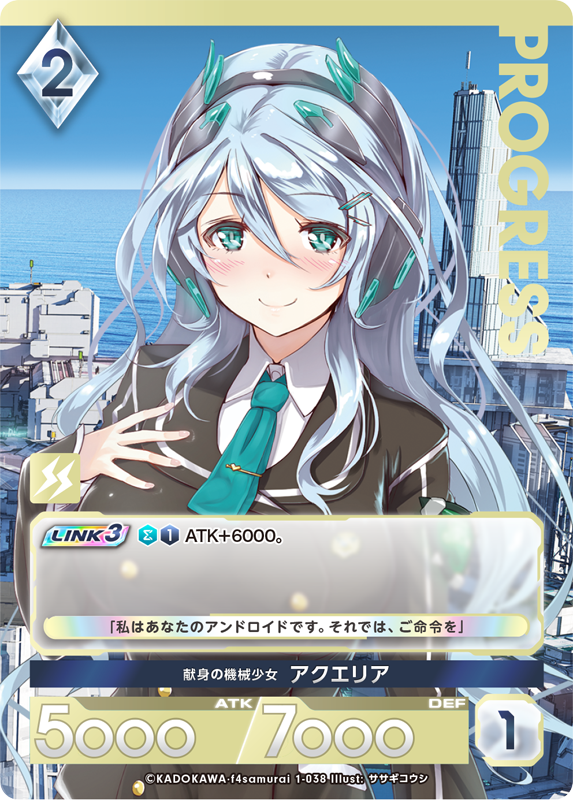 2
PROGRESS
LINK3 Σ 1 ATK+6000。
「私はあなたのアンドロイドです。それでは、ご命令を」
献身の機械少女 アクエリア
ATK DEF
5000 7000 1
©KADOKAWA-f4samurai 1-038 Illust: ササギコウシ